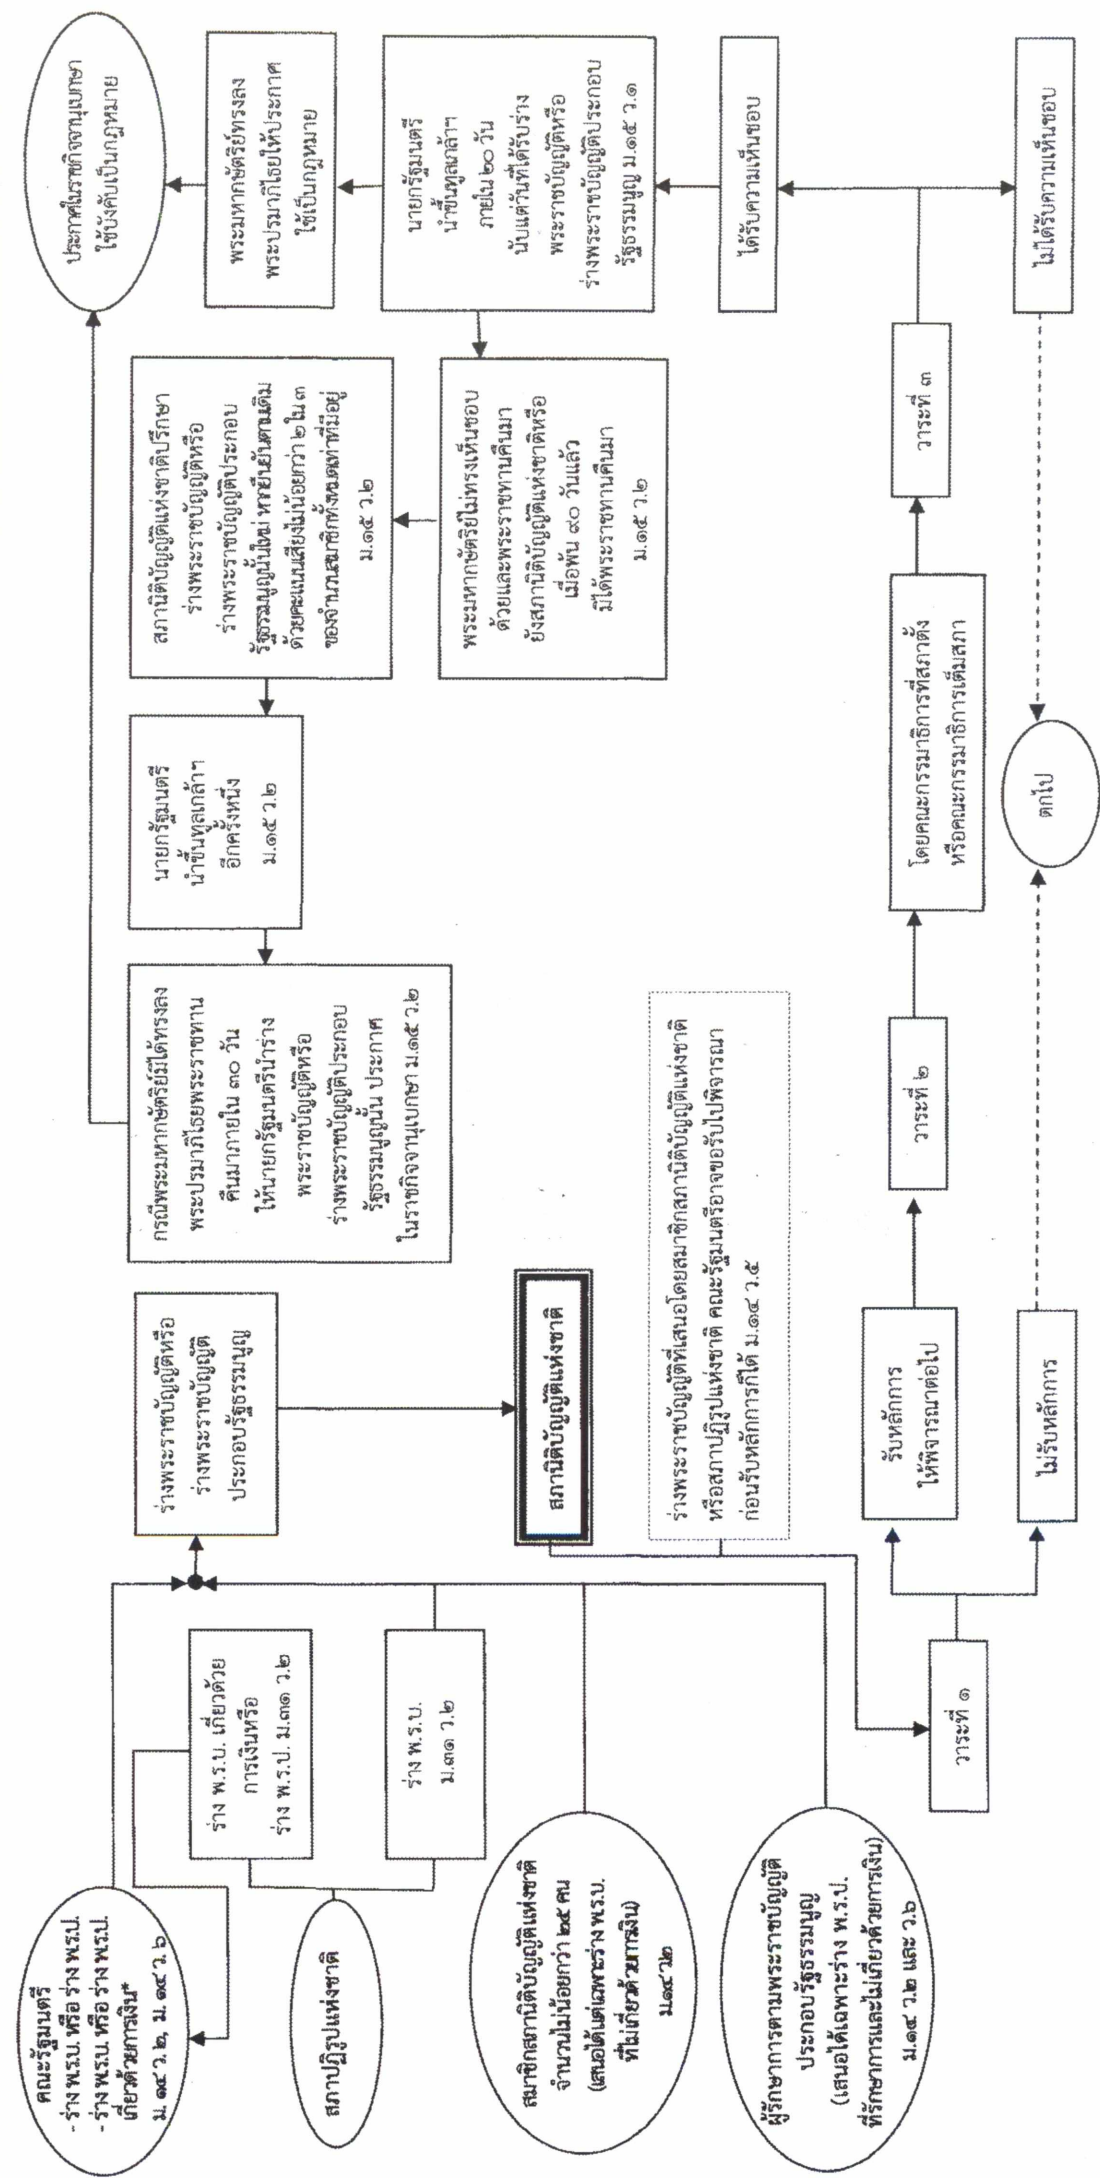 คณะรัฐมนตรี
- ร่าง พ.ร.บ. หรือ ร่าง พ.ร.ป.
- ร่าง พ.ร.บ. หรือ ร่าง พ.ร.ป.
เกี่ยวด้วยการเงิน*
ม. ๑๔ ว. ๒, ม. ๑๔ ว. ๖
สภาปฏิรูปแห่งชาติ
สมาชิกสภานิติบัญญัติแห่งชาติ
จำนวนไม่น้อยกว่า ๒๕ คน
(เสนอได้แต่เฉพาะร่าง พ.ร.บ.
ที่ไม่เกี่ยวด้วยการเงิน)
ม.๑๔ ว.๒
ผู้รักษาการตามพระราชบัญญัติ
ประกอบรัฐธรรมนูญ
(เสนอได้เฉพาะร่าง พ.ร.ป.
ที่รักษาการและไม่เกี่ยวด้วยการเงิน)
ม.๑๔ ว.๒ และ ว.๖
ร่าง พ.ร.บ. เกี่ยวด้วย
การเงินหรือ
ร่าง พ.ร.ป. ม.๓๑ ว.๒
ร่าง พ.ร.บ.
ม.๓๑ ว.๒
ร่างพระราชบัญญัติหรือ
ร่างพระราชบัญญัติ
ประกอบรัฐธรรมนูญ
สภานิติบัญญัติแห่งชาติ
ร่างพระราชบัญญัติที่เสนอโดยสมาชิกสภานิติบัญญัติแห่งชาติ
หรือสภาปฏิรูปแห่งชาติ คณะรัฐมนตรีอาจขอรับไปพิจารณา
ก่อนรับหลักการก็ได้ ม.๑๔ ว.๕
วาระที่ ๑
รับหลักการ
ให้พิจารณาต่อไป
ไม่รับหลักการ
วาระที่ ๒
โดยคณะกรรมาธิการที่สภาตั้ง
หรือคณะกรรมาธิการเต็มสภา
ตกไป
วาระที่ ๓
ได้รับความเห็นชอบ
ไม่ได้รับความเห็นชอบ
นายกรัฐมนตรี
นำขึ้นทูลเกล้าฯ
ภายใน ๒๐ วัน
นับแต่วันที่ได้รับร่าง
พระราชบัญญัติหรือ
ร่างพระราชบัญญัติประกอบ
รัฐธรรมนูญ ม.๑๕ ว.๑
พระมหากษัตริย์ทรงลง
พระปรมาภิไธยให้ประกาศ
ใช้เป็นกฎหมาย
ประกาศในราชกิจจานุเบกษา
ใช้บังคับเป็นกฎหมาย
พระมหากษัตริย์ไม่ทรงเห็นชอบ
ด้วยและพระราชทานคืนมา
ยังสภานิติบัญญัติแห่งชาติหรือ
เมื่อพ้น ๙๐ วันแล้ว
มิได้พระราชทานคืนมา
ม.๑๕ ว.๒
สภานิติบัญญัติแห่งชาติปรึกษา
ร่างพระราชบัญญัติหรือ
ร่างพระราชบัญญัติประกอบ
รัฐธรรมนูญนั้นใหม่ หากยืนยันตามเดิม
ด้วยคะแนนเสียงไม่น้อยกว่า ๒ ใน ๓
ของจำนวนสมาชิกทั้งหมดเท่าที่มีอยู่
ม.๑๕ ว.๒
นายกรัฐมนตรี
นำขึ้นทูลเกล้าฯ
อีกครั้งหนึ่ง
ม.๑๕ ว.๒
กรณีพระมหากษัตริย์มิได้ทรงลง
พระปรมาภิไธยพระราชทาน
คืนมาภายใน ๓๐ วัน
ให้นายกรัฐมนตรีนำร่าง
พระราชบัญญัติหรือ
ร่างพระราชบัญญัติประกอบ
รัฐธรรมนูญนั้น ประกาศ
ในราชกิจจานุเบกษา ม.๑๕ ว.๒